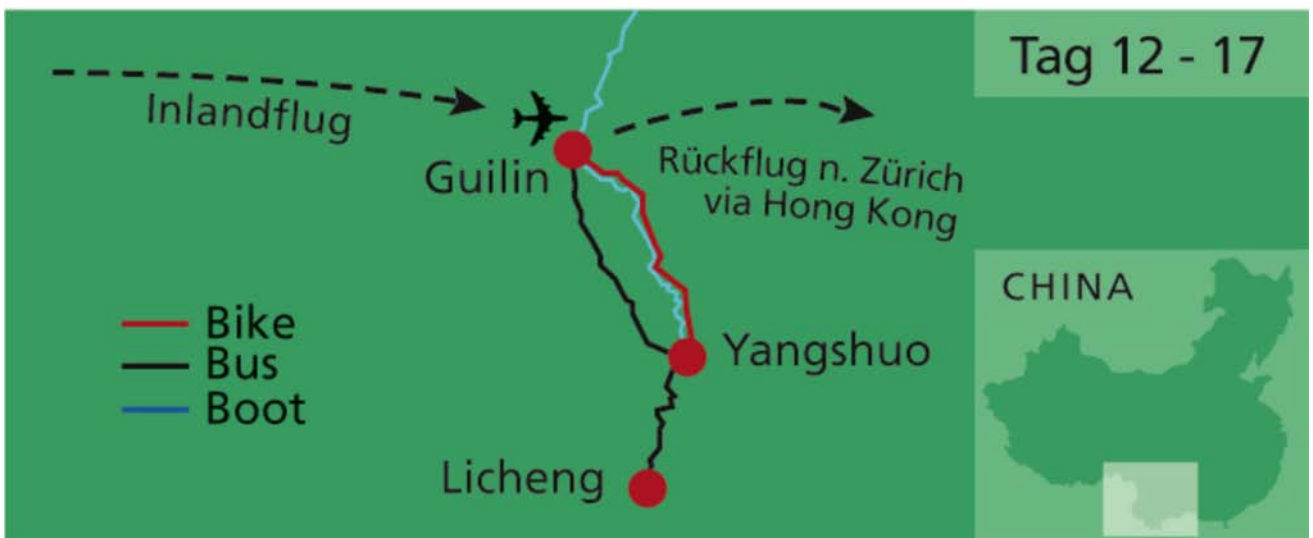 Tag 12 - 17
Inlandflug
Guilin
Rückflug n. Zürich
via Hong Kong
CHINA
Bike
Bus
Boot
Yangshuo
Licheng